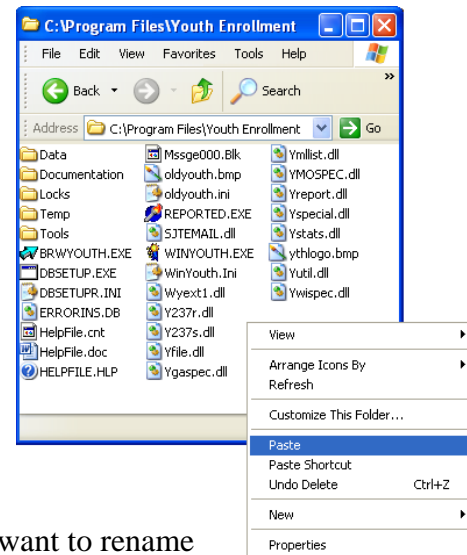 C:\Program Files\Youth Enrollment
File Edit View Favorites Tools Help
Back Search »
Address C:\Program Files\Youth Enrollment Go
Data Mssge000.Blk Ymllist.dll
Documentation oldyouth.bmp YMOSPEC.dll
Locks oldyouth.ini Yreport.dll
Temp REPORTED.EXE Yspecial.dll
Tools SJTEMAIL.dll Ystats.dll
BRWYOUTH.EXE WINYOUTH.EXE ythlogo.bmp
DBSETUP.EXE WinYouth.Ini Yutil.dll
DBSETUPR.INI Wyext1.dll Ywispec.dll
ERRORINS.DB Y237r.dll
HelpFile.cnt Y237s.dll
HelpFile.doc Yfile.dll
HELPFILE.HLP Ygaspec.dll
View
Arrange Icons By
Refresh
Customize This Folder...
Paste
Paste Shortcut
Undo Delete Ctrl+Z
New
Properties
want to rename